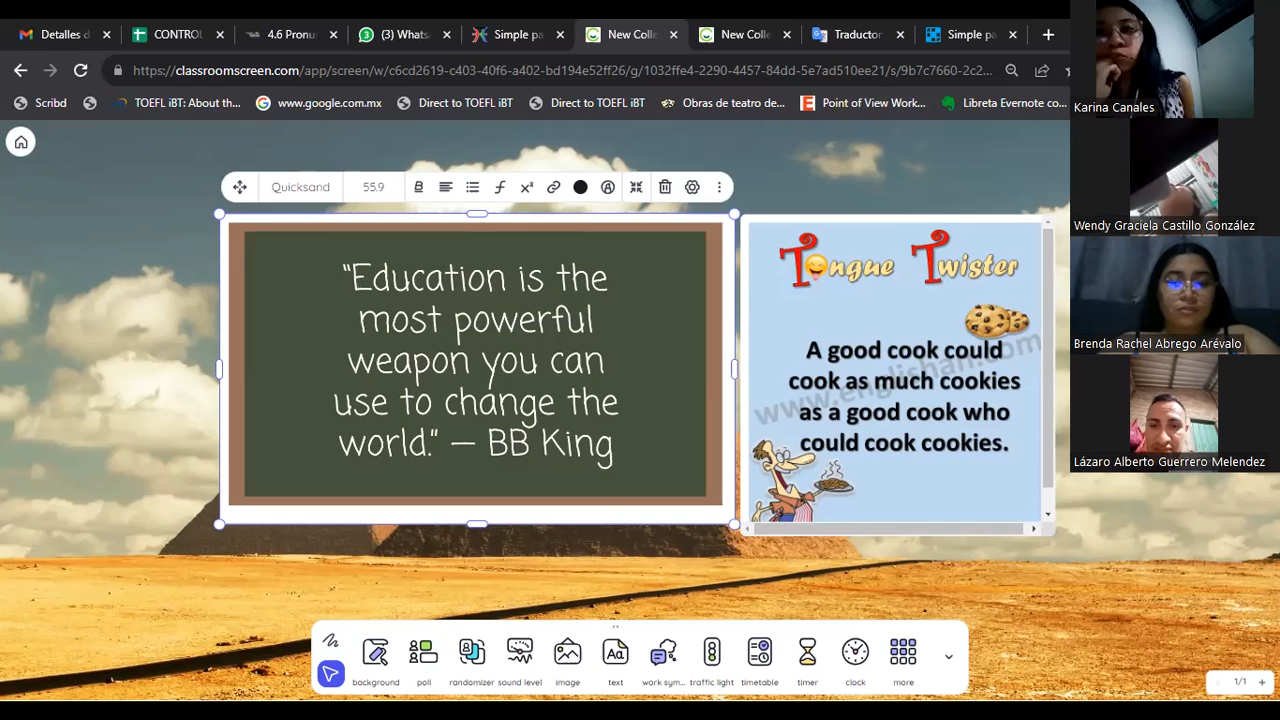 Detalles d
CONTROL
4.6 Pronun
(3) Whats
Simple pa
New Colle
New Colle
Traductor
Simple pa
https://classroomscreen.com/app/screen/w/c6cd2619-c403-40f6-a402-bd194e52ff26/g/1032ffe4-2290-4457-84dd-5e7ad510ee21/s/9b7c7660-2c2...
Scribd
TOEFL iBT: About th...
www.google.com.mx
Direct to TOEFL iBT
Direct to TOEFL iBT
Obras de teatro de...
Point of View Work...
Libreta Evernote co...
Quicksand
55.9
"Education is the
most powerful
weapon you can
use to change the
world." — BB King
Tongue Twister
A good cook could
cook as much cookies
as a good cook who
could cook cookies.
www.englishan.com
Karina Canales
Wendy Graciela Castillo González
Brenda Rachel Abrego Arévalo
Lázaro Alberto Guerrero Melendez
background
poll
randomizer
sound level
image
text
work sym...
traffic light
timetable
timer
clock
more
1/1